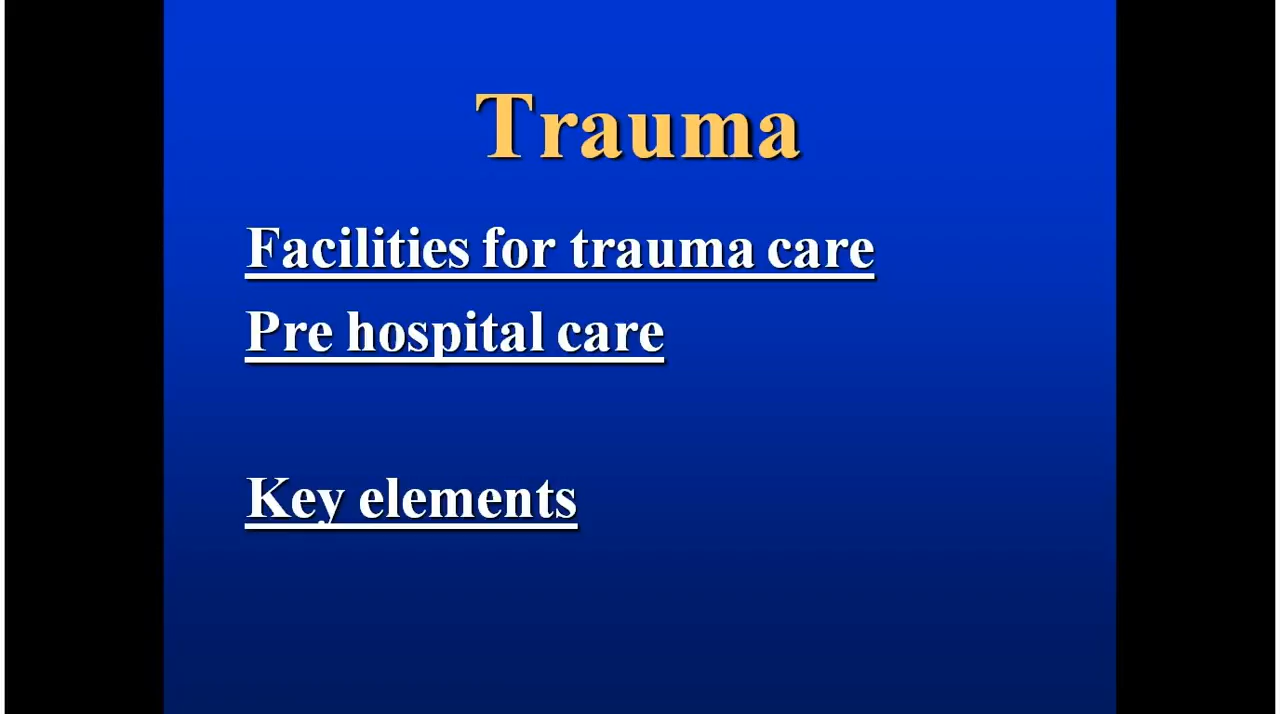 Trauma
Facilities for trauma care
Pre hospital care
Key elements